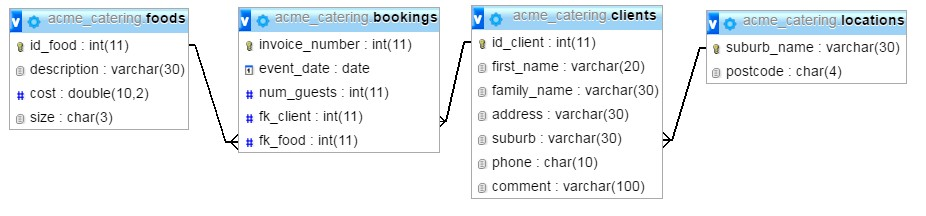 acme_catering.foods
id_food : int(11)
description : varchar(30)
cost : double(10,2)
size : char(3)
acme_catering.bookings
invoice_number : int(11)
event_date : date
num_guests : int(11)
fk_client : int(11)
fk_food : int(11)
acme_catering.clients
id_client : int(11)
first_name : varchar(20)
family_name : varchar(30)
address : varchar(30)
suburb : varchar(30)
phone : char(10)
comment : varchar(100)
acme_catering.locations
suburb_name : varchar(30)
postcode : char(4)